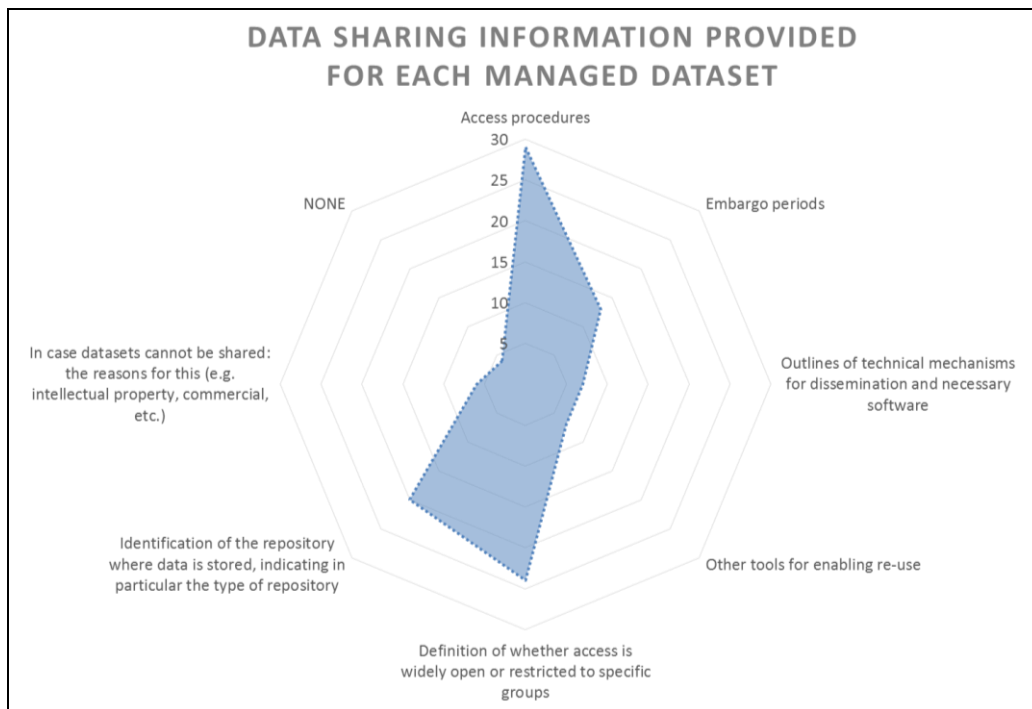 DATA SHARING INFORMATION PROVIDED
FOR EACH MANAGED DATASET
Access procedures
30
25
20
15
10
5
NONE
Embargo periods
In case datasets cannot be shared:
the reasons for this (e.g.
intellectual property, commercial,
etc.)
Outlines of technical mechanisms
for dissemination and necessary
software
Identification of the repository
where data is stored, indicating in
particular the type of repository
Other tools for enabling re-use
Definition of whether access is
widely open or restricted to specific
groups